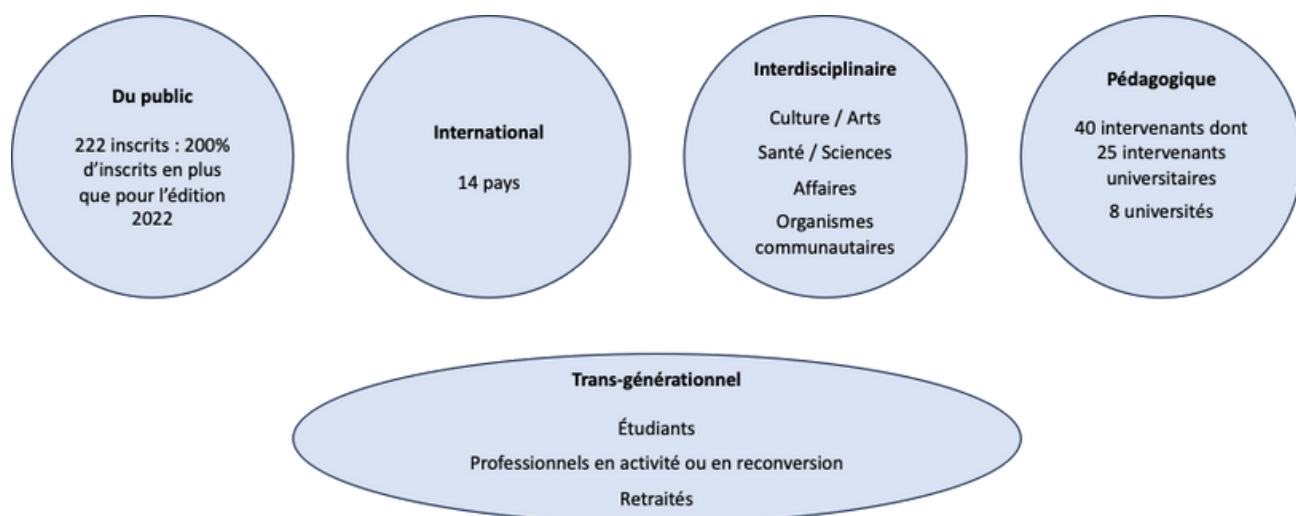 Du public
222 inscrits : 200%
d’inscrits en plus
que pour l’édition
2022
International
14 pays
Interdisciplinaire
Culture / Arts
Santé / Sciences
Affaires
Organismes
communautaires
Pédagogique
40 intervenants dont
25 intervenants
universitaires
8 universités
Trans-générationnel
Étudiants
Professionnels en activité ou en reconversion
Retraités